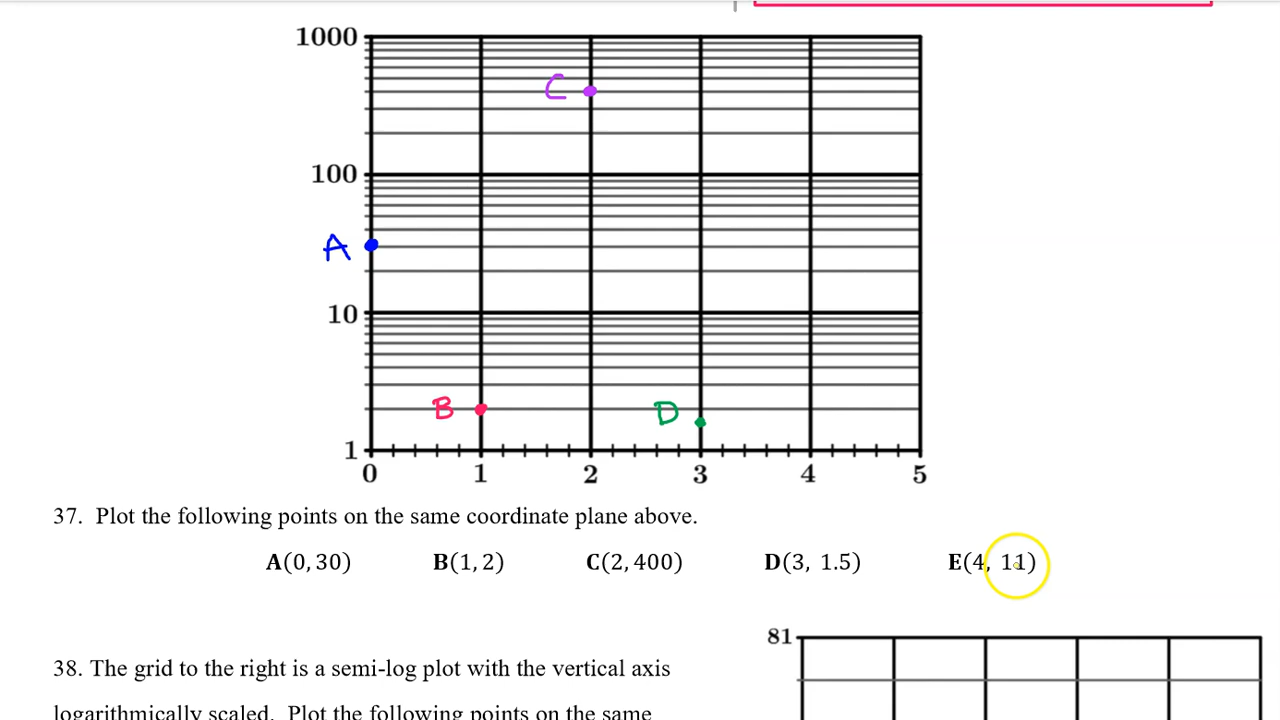 1000
C
100
A
10
B
D
1
0 1 2 3 4 5
37. Plot the following points on the same coordinate plane above.
A(0, 30) B(1, 2) C(2, 400) D(3, 1.5) E(4, 11)
81
38. The grid to the right is a semi-log plot with the vertical axis
logarithmically scaled. Plot the following points on the same